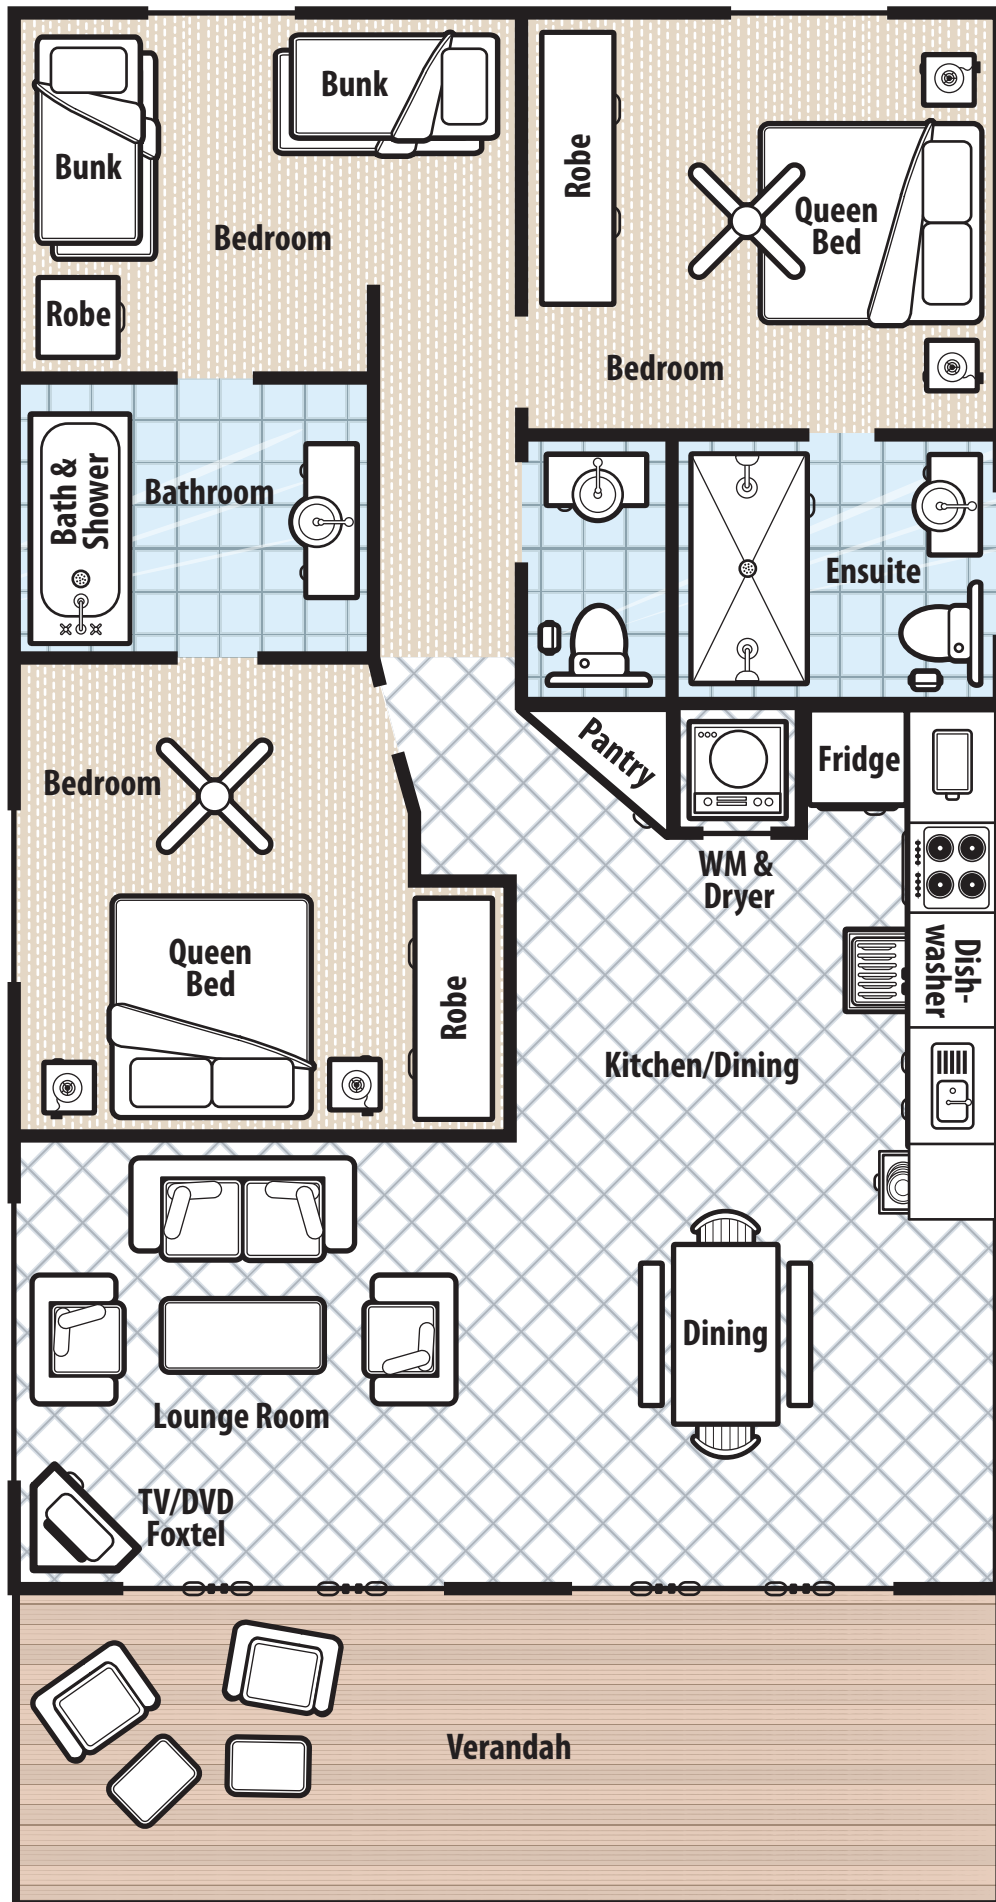 Bunk
Bunk
Bedroom
Robe
Robe
Queen
Bed
Bedroom
Bath &
Shower
Bathroom
Ensuite
Pantry
Fridge
WM &
Dryer
Bedroom
Queen
Bed
Robe
Dish-
washer
Kitchen/Dining
Dining
Lounge Room
TV/DVD
Foxtel
Verandah